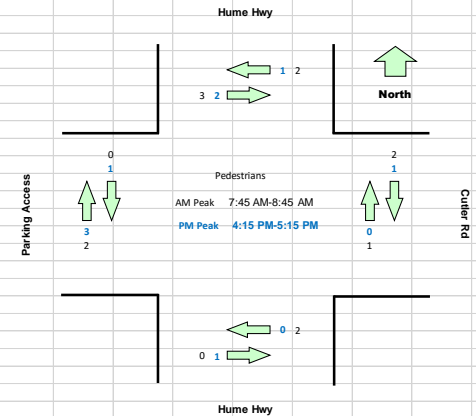 Hume Hwy
1 2
3 2
North
0
1
2
1
Pedestrians
AM Peak 7:45 AM-8:45 AM
PM Peak 4:15 PM-5:15 PM
Parking Access
Cutler Rd
3
2
0
1
0 2
0 1
Hume Hwy